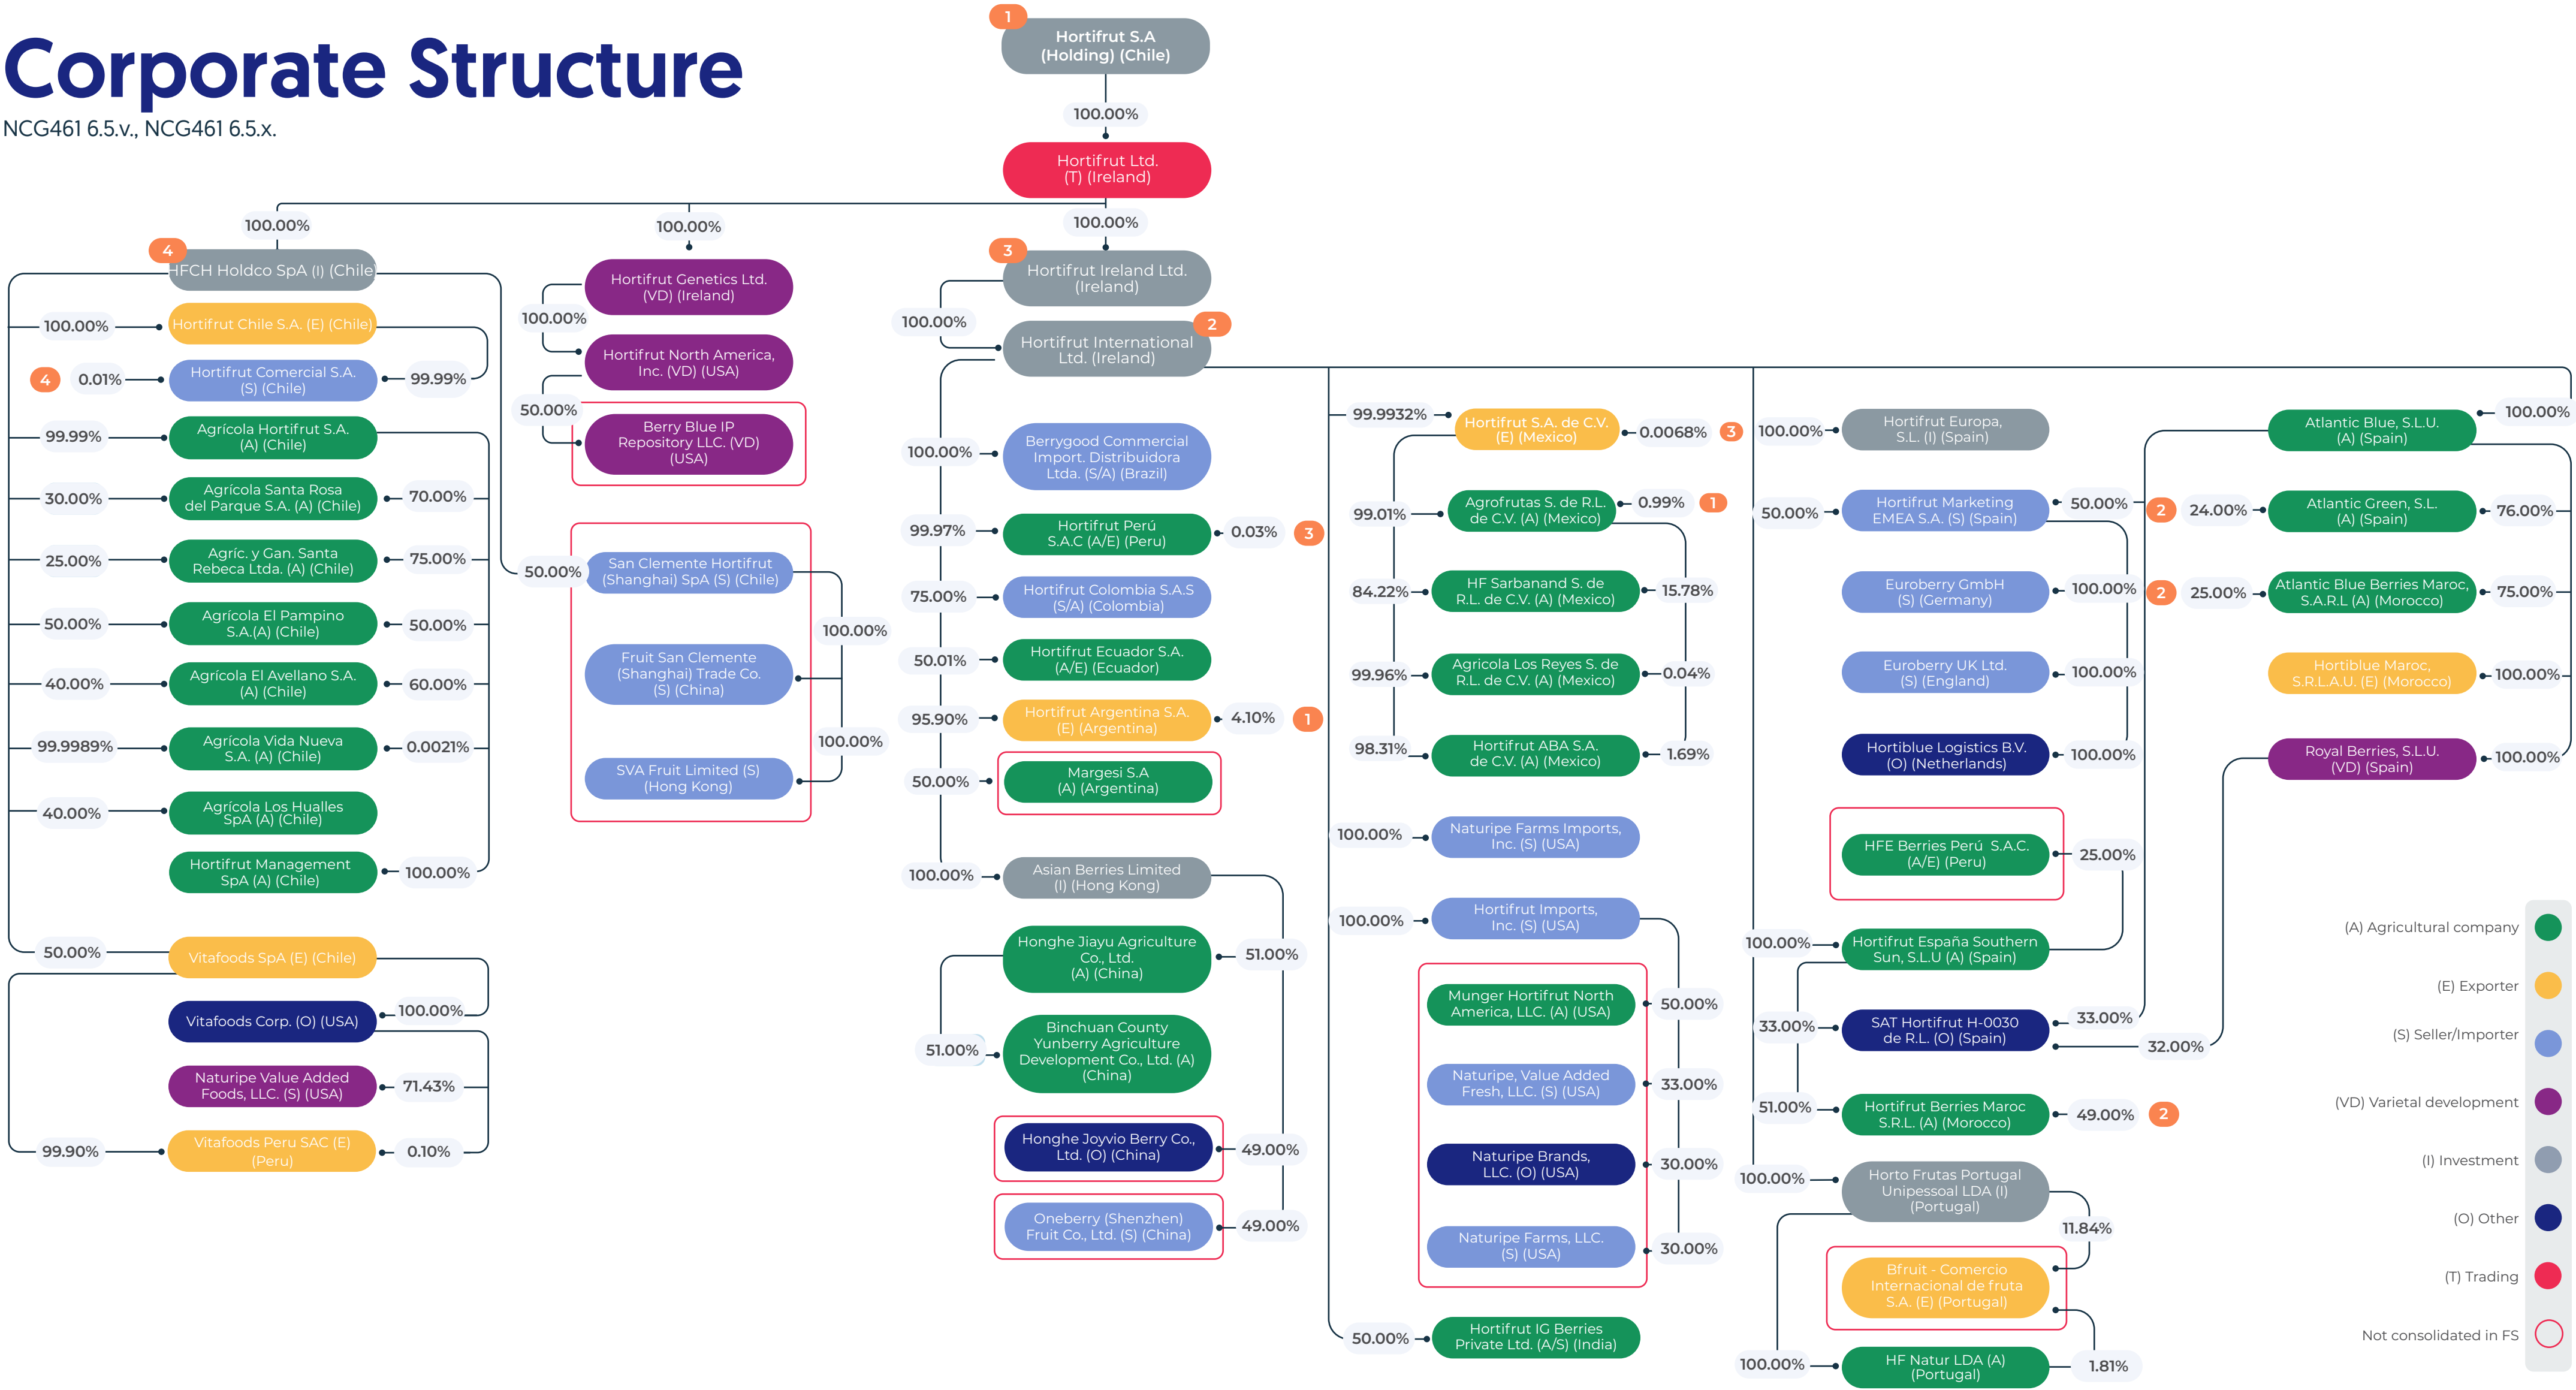 Corporate Structure
NCG461 6.5.v., NCG461 6.5.x.
1
Hortifrut S.A
(Holding) (Chile)
100.00%
Hortifrut Ltd.
(T) (Ireland)
100.00%
100.00%
100.00%
4
HFCH Holdco SpA (I) (Chile)
100.00%
Hortifrut Chile S.A. (E) (Chile)
4
0.01%
Hortifrut Comercial S.A.
(S) (Chile)
99.99%
99.99%
Agrícola Hortifrut S.A.
(A) (Chile)
30.00%
Agrícola Santa Rosa
del Parque S.A. (A) (Chile)
70.00%
25.00%
Agríc. y Gan. Santa
Rebeca Ltda. (A) (Chile)
75.00%
50.00%
Agrícola El Pampino
S.A.(A) (Chile)
50.00%
40.00%
Agrícola El Avellano S.A.
(A) (Chile)
60.00%
99.9989%
Agrícola Vida Nueva
S.A. (A) (Chile)
0.0021%
40.00%
Agrícola Los Hualles
SpA (A) (Chile)
Hortifrut Management
SpA (A) (Chile)
100.00%
50.00%
Vitafoods SpA (E) (Chile)
Vitafoods Corp. (O) (USA)
100.00%
Naturipe Value Added
Foods, LLC. (S) (USA)
71.43%
99.90%
Vitafoods Peru SAC (E)
(Peru)
0.10%
Hortifrut Genetics Ltd.
(VD) (Ireland)
100.00%
Hortifrut North America,
Inc. (VD) (USA)
50.00%
Berry Blue IP
Repository LLC. (VD)
(USA)
50.00%
San Clemente Hortifrut
(Shanghai) SpA (S) (Chile)
100.00%
Fruit San Clemente
(Shanghai) Trade Co.
(S) (China)
100.00%
SVA Fruit Limited (S)
(Hong Kong)
3
Hortifrut Ireland Ltd.
(Ireland)
100.00%
2
Hortifrut International
Ltd. (Ireland)
100.00%
Berrygood Commercial
Import. Distribuidora
Ltda. (S/A) (Brazil)
99.97%
Hortifrut Perú
S.A.C (A/E) (Peru)
0.03%
3
75.00%
Hortifrut Colombia S.A.S
(S/A) (Colombia)
50.01%
Hortifrut Ecuador S.A.
(A/E) (Ecuador)
95.90%
Hortifrut Argentina S.A.
(E) (Argentina)
4.10%
1
50.00%
Margesi S.A
(A) (Argentina)
100.00%
Asian Berries Limited
(I) (Hong Kong)
Honghe Jiayu Agriculture
Co., Ltd.
(A) (China)
51.00%
51.00%
Binchuan County
Yunberry Agriculture
Development Co., Ltd. (A)
(China)
Honghe Joyvio Berry Co.,
Ltd. (O) (China)
49.00%
Oneberry (Shenzhen)
Fruit Co., Ltd. (S) (China)
49.00%
99.9932%
Hortifrut S.A. de C.V.
(E) (Mexico)
0.0068%
3
99.01%
Agrofrutas S. de R.L.
de C.V. (A) (Mexico)
0.99%
1
84.22%
HF Sarbanand S. de
R.L. de C.V. (A) (Mexico)
15.78%
99.96%
Agricola Los Reyes S. de
R.L. de C.V. (A) (Mexico)
0.04%
98.31%
Hortifrut ABA S.A.
de C.V. (A) (Mexico)
1.69%
100.00%
Naturipe Farms Imports,
Inc. (S) (USA)
100.00%
Hortifrut Imports,
Inc. (S) (USA)
Munger Hortifrut North
America, LLC. (A) (USA)
50.00%
Naturipe, Value Added
Fresh, LLC. (S) (USA)
33.00%
Naturipe Brands,
LLC. (O) (USA)
30.00%
Naturipe Farms, LLC.
(S) (USA)
30.00%
50.00%
Hortifrut IG Berries
Private Ltd. (A/S) (India)
100.00%
Hortifrut Europa,
S.L. (I) (Spain)
50.00%
Hortifrut Marketing
EMEA S.A. (S) (Spain)
50.00%
Euroberry GmbH
(S) (Germany)
100.00%
Euroberry UK Ltd.
(S) (England)
100.00%
Hortiblue Logistics B.V.
(O) (Netherlands)
100.00%
HFE Berries Perú S.A.C.
(A/E) (Peru)
25.00%
100.00%
Hortifrut España Southern
Sun, S.L.U (A) (Spain)
33.00%
SAT Hortifrut H-0030
de R.L. (O) (Spain)
33.00%
32.00%
51.00%
Hortifrut Berries Maroc
S.R.L. (A) (Morocco)
49.00%
2
100.00%
Horto Frutas Portugal
Unipessoal LDA (I)
(Portugal)
11.84%
Bfruit - Comercio
Internacional de fruta
S.A. (E) (Portugal)
100.00%
HF Natur LDA (A)
(Portugal)
1.81%
Atlantic Blue, S.L.U.
(A) (Spain)
100.00%
2
24.00%
Atlantic Green, S.L.
(A) (Spain)
76.00%
2
25.00%
Atlantic Blue Berries Maroc,
S.A.R.L (A) (Morocco)
75.00%
Hortiblue Maroc,
S.R.L.A.U. (E) (Morocco)
100.00%
Royal Berries, S.L.U.
(VD) (Spain)
100.00%
(A) Agricultural company
(E) Exporter
(S) Seller/Importer
(VD) Varietal development
(I) Investment
(O) Other
(T) Trading
Not consolidated in FS